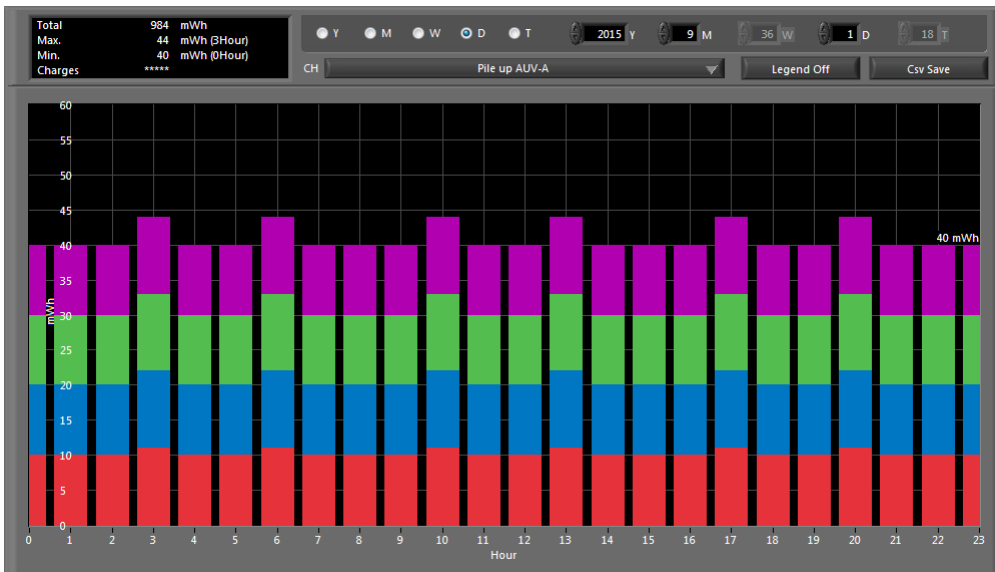 Total 984 mWh
Max. 44 mWh (3Hour)
Min. 40 mWh (0Hour)
Charges *****
Y M W D T 2015 Y 9 M 36 W 1 D 18 T
CH Pile up AUV-A Legend Off Csv Save
60
55
50
45
40
40 mWh
35
mWh
30
25
20
15
10
5
0
0 1 2 3 4 5 6 7 8 9 10 11 12 13 14 15 16 17 18 19 20 21 22 23
Hour